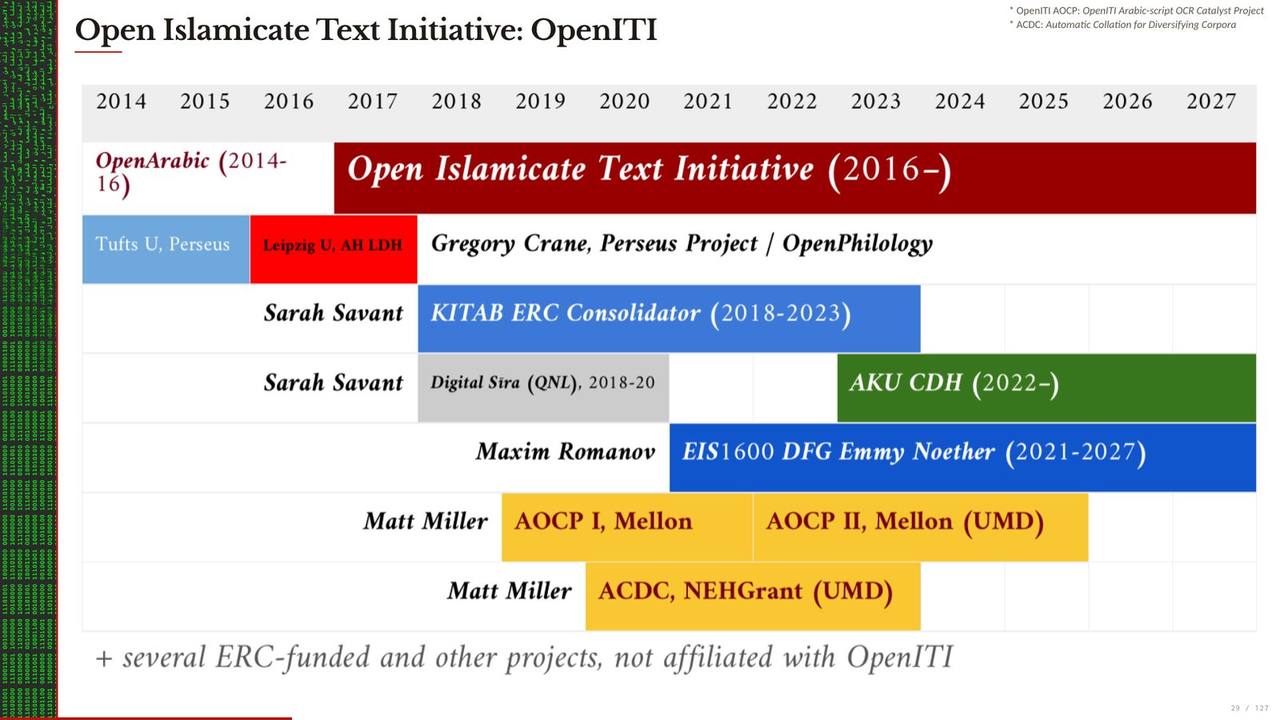 Open Islamicate Text Initiative: OpenITI
* OpenITI AOCP: OpenITI Arabic-script OCR Catalyst Project
* ACDC: Automatic Collation for Diversifying Corpora
2014 2015 2016 2017 2018 2019 2020 2021 2022 2023 2024 2025 2026 2027
OpenArabic (2014-
16)
Open Islamicate Text Initiative (2016–)
Tufts U, Perseus
Leipzig U, AH LDH
Gregory Crane, Perseus Project / OpenPhilology
Sarah Savant
KITAB ERC Consolidator (2018-2023)
Sarah Savant
Digital Sīra (QNL), 2018-20
AKU CDH (2022–)
Maxim Romanov
EIS1600 DFG Emmy Noether (2021-2027)
Matt Miller
AOCP I, Mellon
AOCP II, Mellon (UMD)
Matt Miller
ACDC, NEHGrant (UMD)
+ several ERC-funded and other projects, not affiliated with OpenITI
29 / 127